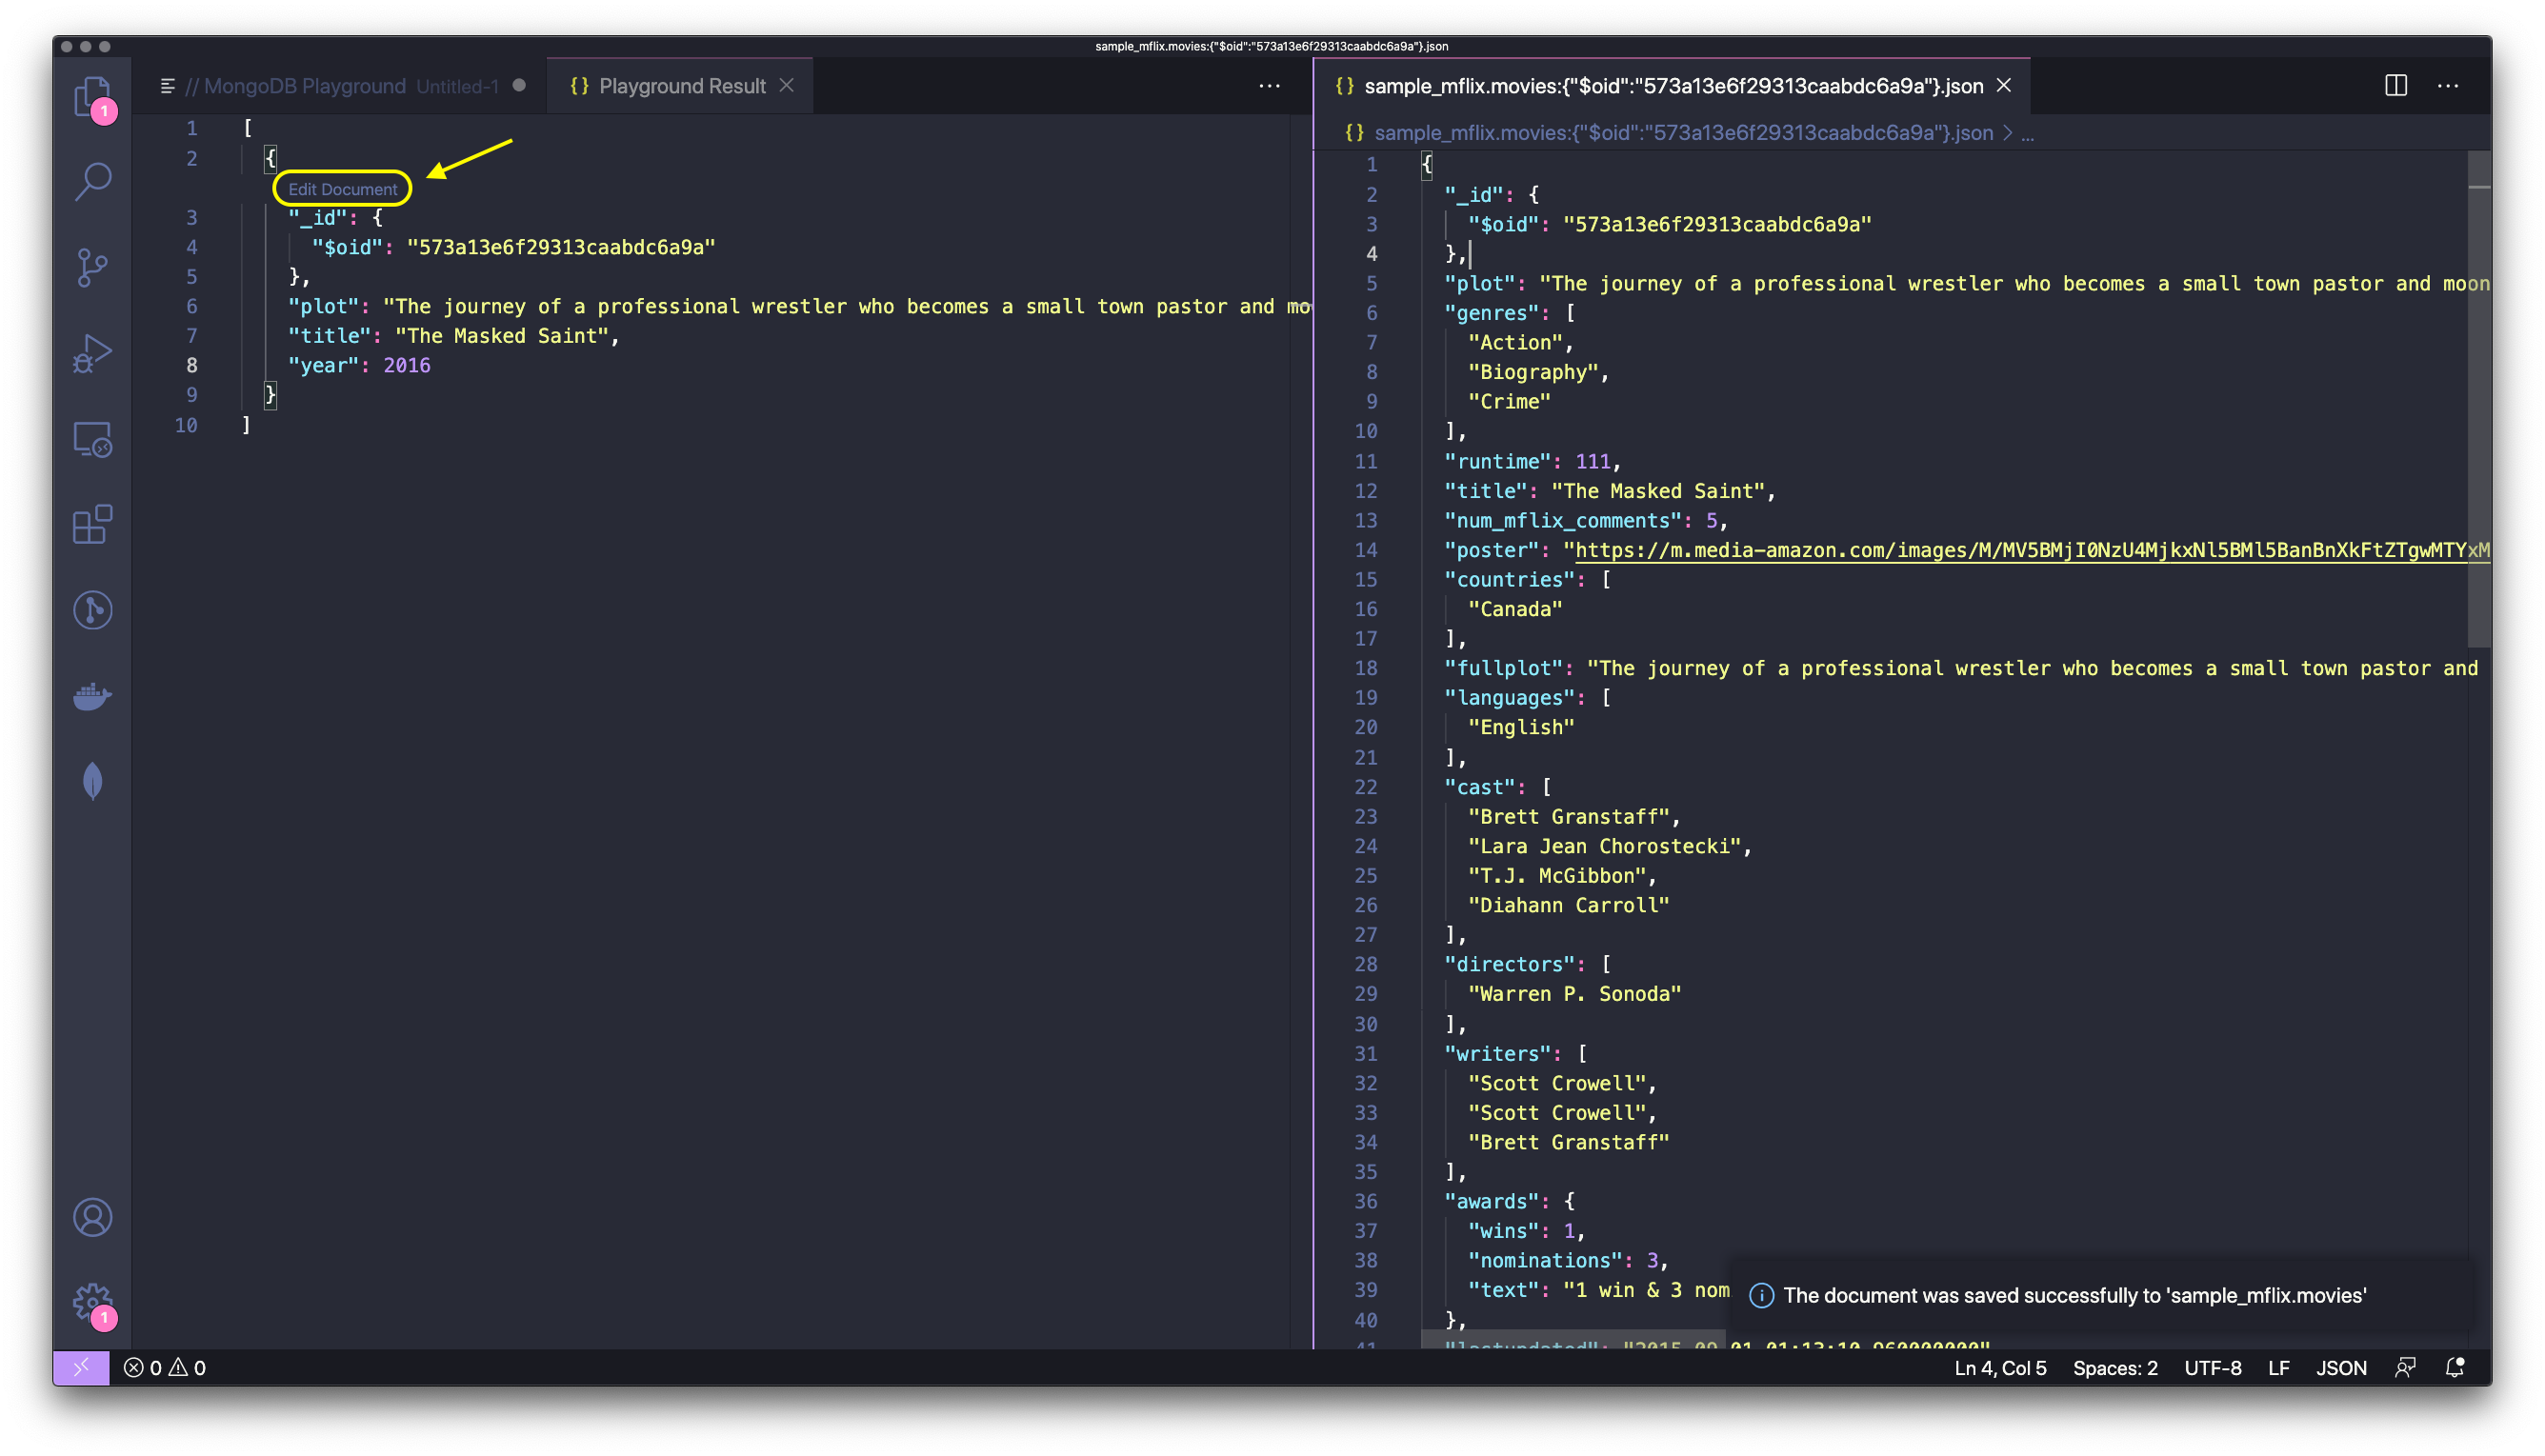 sample_mflix.movies:{"$oid":"573a13e6f29313caabdc6a9a"}.json
// MongoDB Playground Untitled-1
{} Playground Result
1 [
2 {
Edit Document
3 "_id": {
4 "$oid": "573a13e6f29313caabdc6a9a"
5 },
6 "plot": "The journey of a professional wrestler who becomes a small town pastor and mo
7 "title": "The Masked Saint",
8 "year": 2016
9 }
10 ]
{} sample_mflix.movies:{"$oid":"573a13e6f29313caabdc6a9a"}.json
{} sample_mflix.movies:{"$oid":"573a13e6f29313caabdc6a9a"}.json > ...
1 {
2 "_id": {
3 "$oid": "573a13e6f29313caabdc6a9a"
4 },
5 "plot": "The journey of a professional wrestler who becomes a small town pastor and moon
6 "genres": [
7 "Action",
8 "Biography",
9 "Crime"
10 ],
11 "runtime": 111,
12 "title": "The Masked Saint",
13 "num_mflix_comments": 5,
14 "poster": "https://m.media-amazon.com/images/M/MV5BMjI0NzU4MjkxNl5BMl5BanBnXkFtZTgwMTYxM
15 "countries": [
16 "Canada"
17 ],
18 "fullplot": "The journey of a professional wrestler who becomes a small town pastor and
19 "languages": [
20 "English"
21 ],
22 "cast": [
23 "Brett Granstaff",
24 "Lara Jean Chorostecki",
25 "T.J. McGibbon",
26 "Diahann Carroll"
27 ],
28 "directors": [
29 "Warren P. Sonoda"
30 ],
31 "writers": [
32 "Scott Crowell",
33 "Scott Crowell",
34 "Brett Granstaff"
35 ],
36 "awards": {
37 "wins": 1,
38 "nominations": 3,
39 "text": "1 win & 3 nom
40 },
41 "lastupdated": "2015-09-01 01:13:10.960000000"
The document was saved successfully to 'sample_mflix.movies'
1
1
0 0
Ln 4, Col 5 Spaces: 2 UTF-8 LF JSON